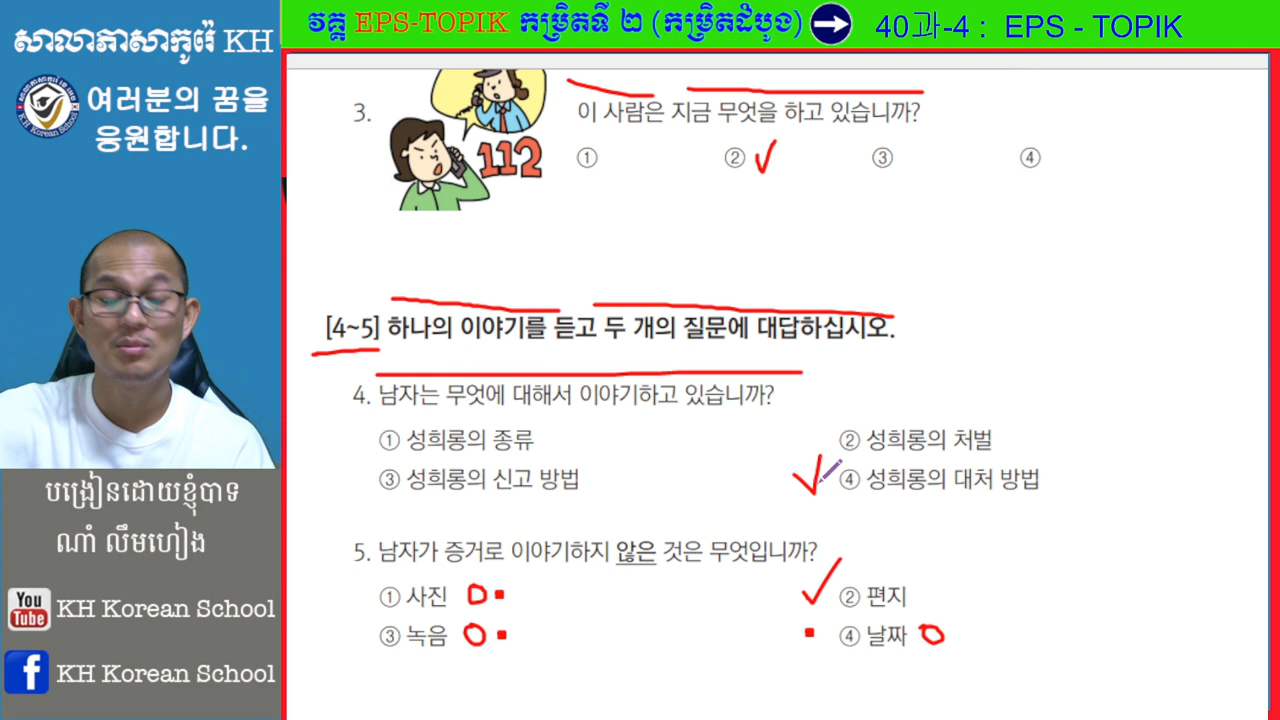 សាលាភាសាកូរ៉េ KH
여러분의 꿈을
응원합니다.
វគ្គ EPS-TOPIK កម្រិតទី ២ (កម្រិតដំបូង) 40과-4 : EPS - TOPIK
3. 이 사람은 지금 무엇을 하고 있습니까?
112
① ② ③ ④
[4~5] 하나의 이야기를 듣고 두 개의 질문에 대답하십시오.
4. 남자는 무엇에 대해서 이야기하고 있습니까?
① 성희롱의 종류 ② 성희롱의 처벌
③ 성희롱의 신고 방법 ④ 성희롱의 대처 방법
5. 남자가 증거로 이야기하지 않은 것은 무엇입니까?
① 사진 ② 편지
③ 녹음 ④ 날짜
បង្រៀនដោយខ្ញុំបាទ
ណាំ លឹមហៀង
You Tube KH Korean School
f KH Korean School